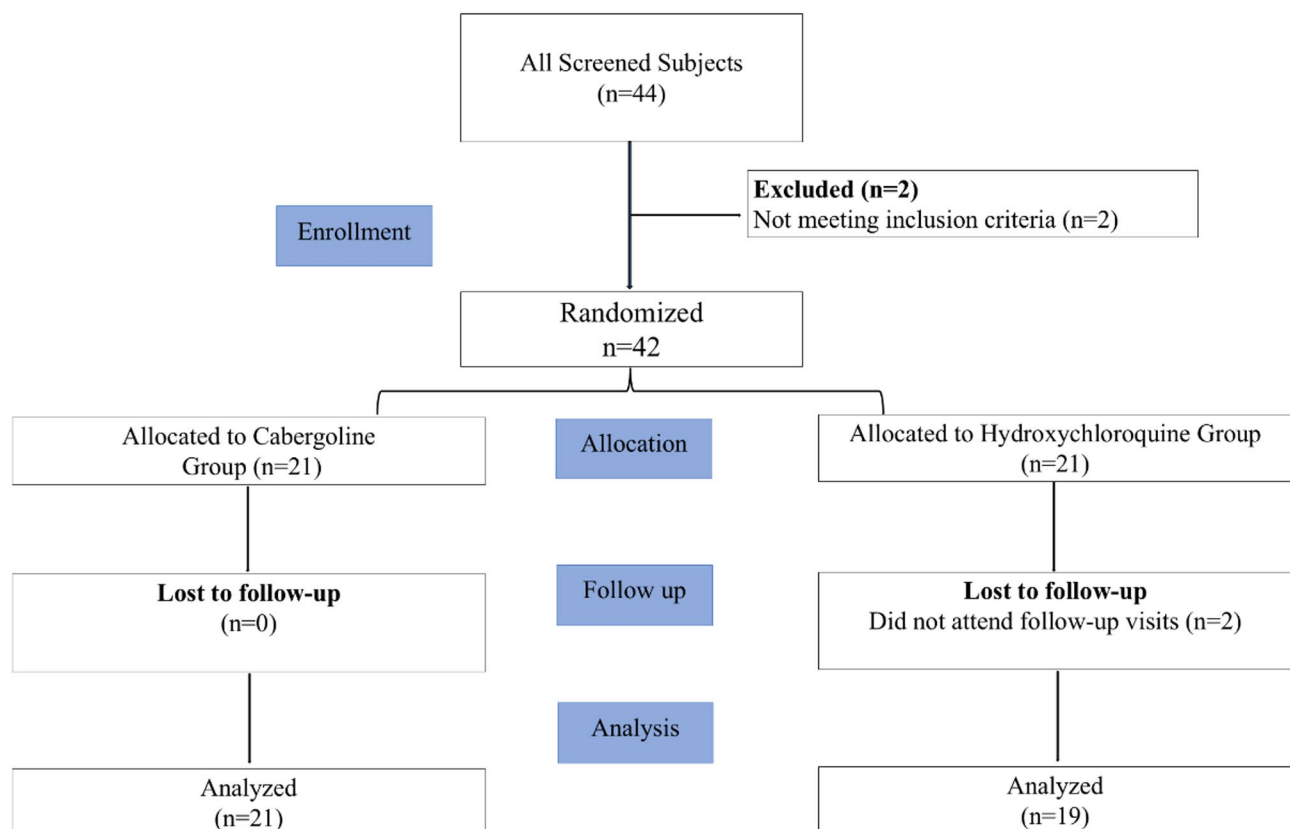 All Screened Subjects
(n=44)
Excluded (n=2)
Not meeting inclusion criteria (n=2)
Enrollment
Randomized
n=42
Allocated to Cabergoline
Group (n=21)
Allocation
Allocated to Hydroxychloroquine Group
(n=21)
Lost to follow-up
(n=0)
Follow up
Lost to follow-up
Did not attend follow-up visits (n=2)
Analysis
Analyzed
(n=21)
Analyzed
(n=19)